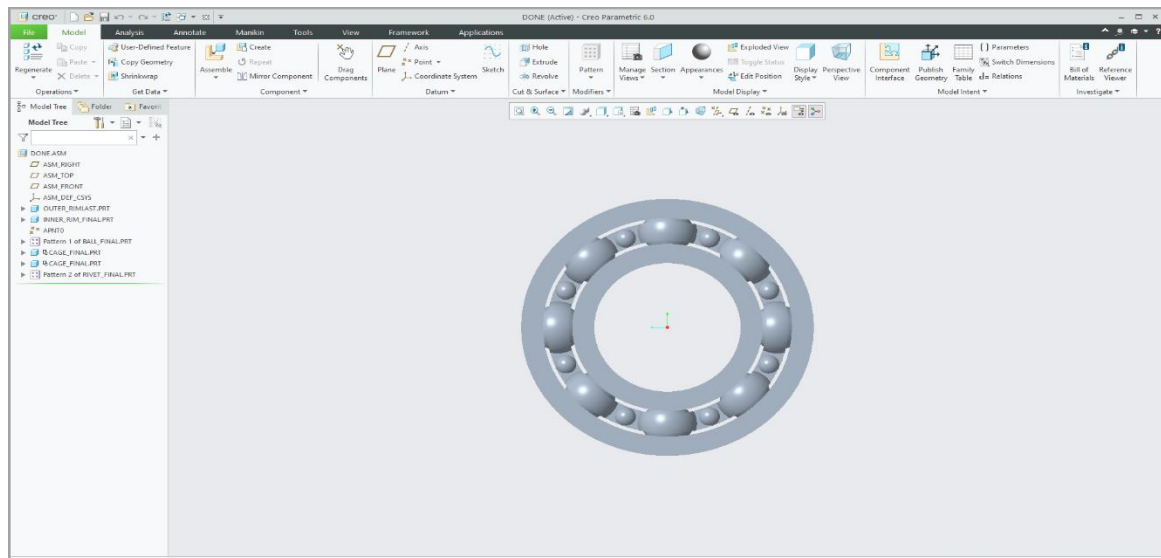 creo·
DONE (Active) - Creo Parametric 6.0
File Model Analysis Annotate Manikin Tools View Framework Applications
Regenerate
Copy
Paste
Delete
Operations
User-Defined Feature
Copy Geometry
Shrinkwrap
Get Data
Assemble
Create
Repeat
Mirror Component
Drag
Components
Component
Plane
Axis
Point
Coordinate System
Sketch
Datum
Hole
Extrude
Revolve
Cut & Surface
Pattern
Modifiers
Manage
Views
Section
Appearances
Exploded View
Toggle Status
Edit Position
Display
Style
Perspective
View
Model Display
Component
Interface
Publish
Geometry
Family
Table
[ ] Parameters
Switch Dimensions
d= Relations
Model Intent
Bill of
Materials
Reference
Viewer
Investigate
Model Tree Folder Favorit
Model Tree
DONE.ASM
ASM_RIGHT
ASM_TOP
ASM_FRONT
ASM_DEF_CSYS
OUTER_RIMLAST.PRT
INNER_RIM_FINAL.PRT
APNT0
Pattern 1 of BALL_FINAL.PRT
CAGE_FINAL.PRT
CAGE_FINAL.PRT
Pattern 2 of RIVET_FINAL.PRT